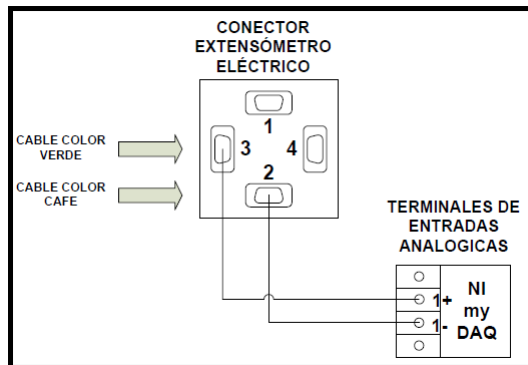 CONECTOR
EXTENSÓMETRO
ELÉCTRICO
1
CABLE COLOR
VERDE
3
4
2
CABLE COLOR
CAFE
TERMINALES DE
ENTRADAS
ANALOGICAS
1+
1-
NI
my
DAQ